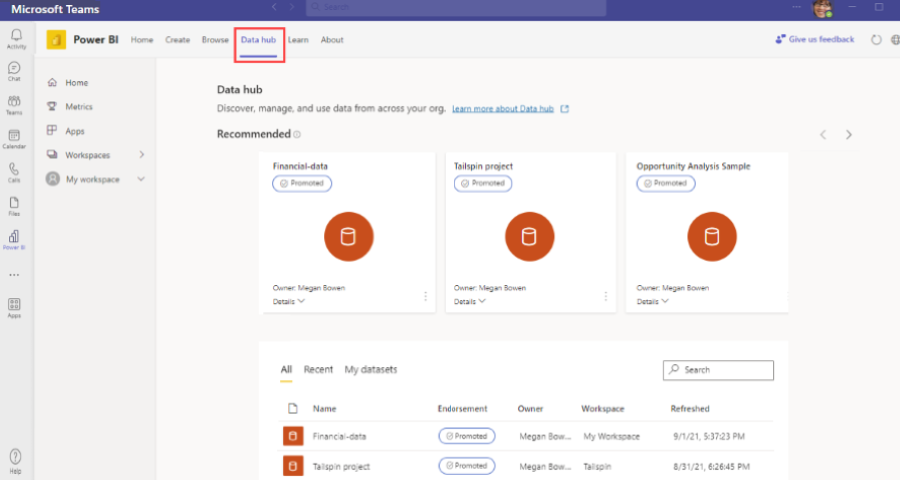 Microsoft Teams
Search
Activity
Chat
Teams
Calendar
Calls
Files
Power BI
Apps
Help
Power BI Home Create Browse Data hub Learn About
Give us feedback
Home
Metrics
Apps
Workspaces
My workspace
Data hub
Discover, manage, and use data from across your org. Learn more about Data hub
Recommended
Financial-data
Promoted
Owner: Megan Bowen
Details
Tailspin project
Promoted
Owner: Megan Bowen
Details
Opportunity Analysis Sample
Promoted
Owner: Megan Bowen
Details
All Recent My datasets
Search
Name Endorsement Owner Workspace Refreshed
Financial-data Promoted Megan Bow... My Workspace 9/1/21, 5:37:23 PM
Tailspin project Promoted Megan Bow... Tailspin 8/31/21, 6:26:45 PM